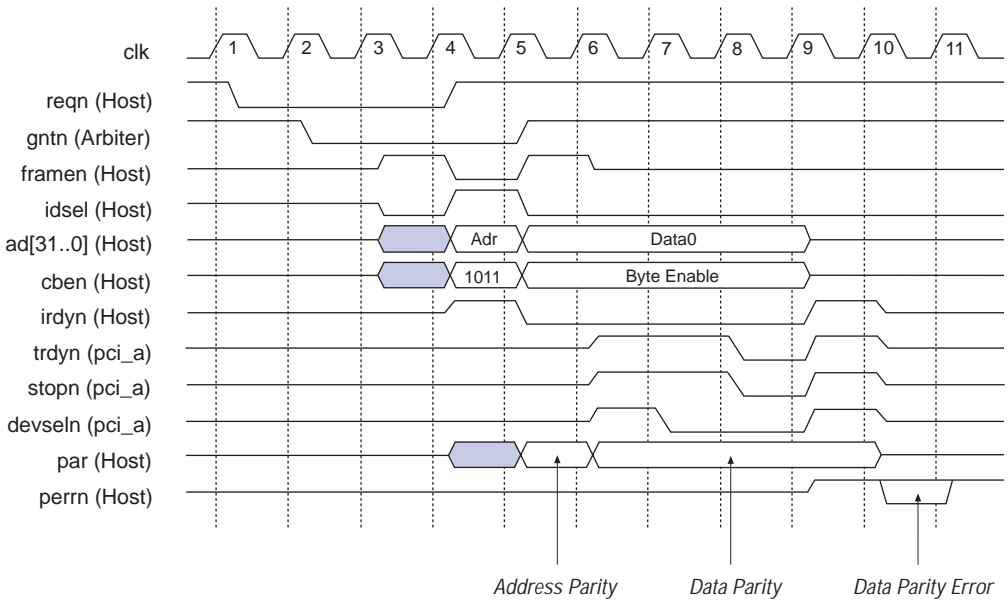 clk 1 2 3 4 5 6 7 8 9 10 11
reqn (Host)
gntn (Arbiter)
framen (Host)
idsel (Host)
ad[31..0] (Host) Adr Data0
cben (Host) 1011 Byte Enable
irdyn (Host)
trdyn (pci_a)
stopn (pci_a)
devseln (pci_a)
par (Host)
perrn (Host)
Address Parity Data Parity Data Parity Error